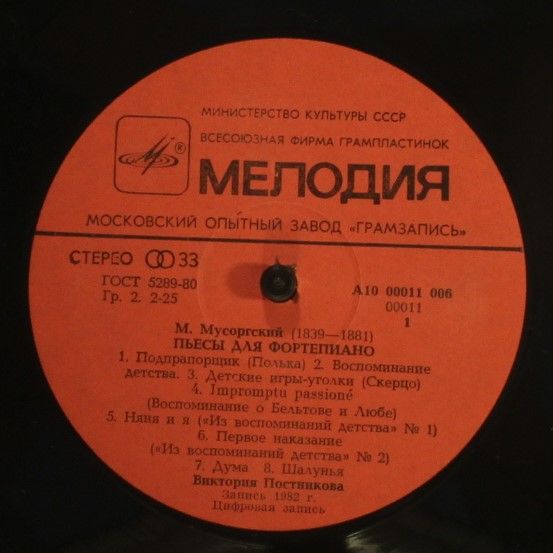 МИНИСТЕРСТВО КУЛЬТУРЫ СССР
ВСЕСОЮЗНАЯ ФИРМА ГРАМПЛАСТИНОК
®
МЕЛОДИЯ
МОСКОВСКИЙ ОПЫТНЫЙ ЗАВОД «ГРАМЗАПИСЬ»
СТЕРЕО 33
ГОСТ 5289-80
Гр. 2. 2-25
А10 00011 006
00011
1
М. Мусоргский (1839—1881)
ПЬЕСЫ ДЛЯ ФОРТЕПИАНО
1. Подпрапорщик (Полька) 2. Воспоминание
детства. 3. Детские игры-уголки (Скерцо)
4. Impromptu passioné
(Воспоминание о Бельтове и Любе)
5. Няня и я («Из воспоминаний детства» № 1)
6. Первое наказание
(«Из воспоминаний детства» № 2)
7. Дума 8. Шалунья
Виктория Постникова
Запись 1982 г.
Цифровая запись